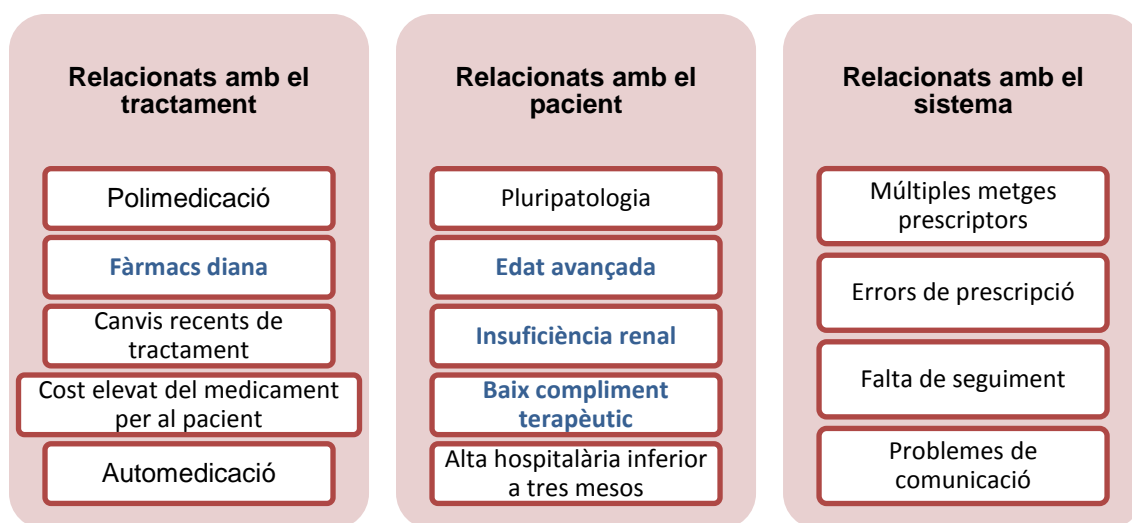 Relacionats amb el
tractament
Polimedicació
Fàrmacs diana
Canvis recents de
tractament
Cost elevat del medicament
per al pacient
Automedicació
Relacionats amb el
pacient
Pluripatologia
Edat avançada
Insuficiència renal
Baix compliment
terapèutic
Alta hospitalària inferior
a tres mesos
Relacionats amb el
sistema
Múltiples metges
prescriptors
Errors de prescripció
Falta de seguiment
Problemes de
comunicació